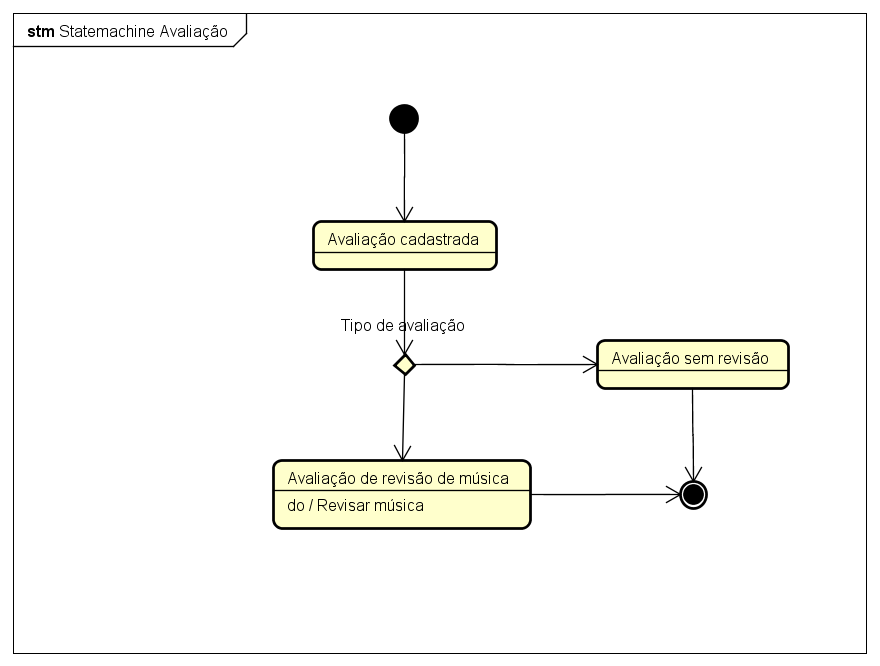 stm Statemachine Avaliação
Avaliação cadastrada
Tipo de avaliação
Avaliação sem revisão
Avaliação de revisão de música
do / Revisar música